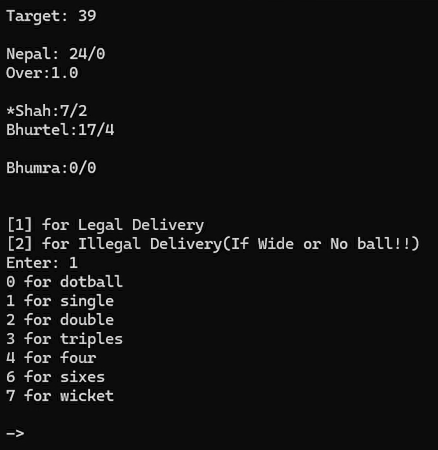 Target: 39
Nepal: 24/0
Over:1.0
*Shah:7/2
Bhurtel:17/4
Bhumra:0/0
[1] for Legal Delivery
[2] for Illegal Delivery(If Wide or No ball!!)
Enter: 1
0 for dotball
1 for single
2 for double
3 for triples
4 for four
6 for sixes
7 for wicket
->